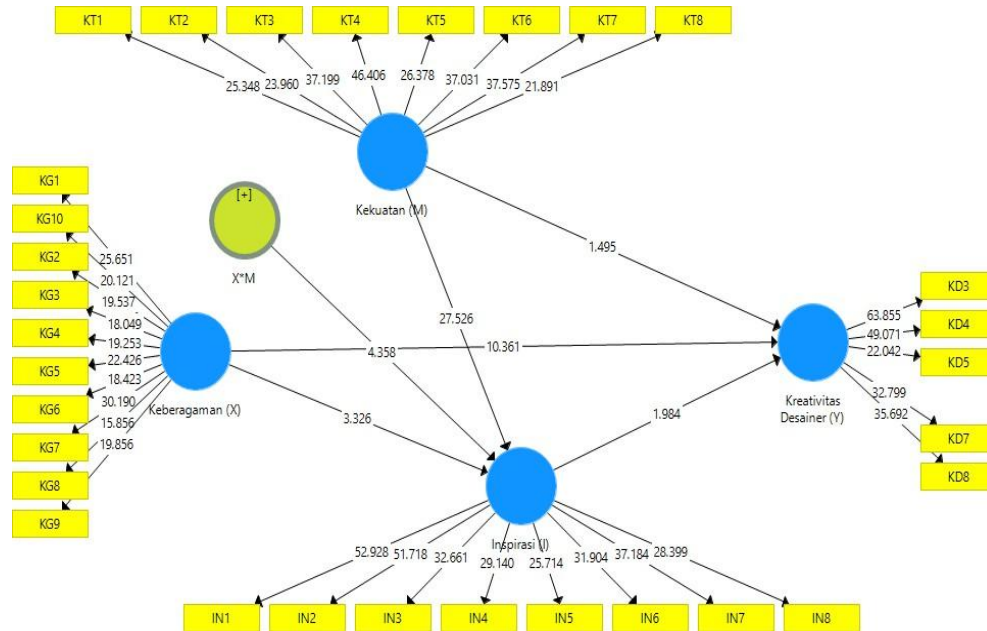 KT1 KT2 KT3 KT4 KT5 KT6 KT7 KT8
25.348 23.960 37.199 46.406 26.378 37.031 37.575 21.891
Kekuatan (M)
[+]
X*M
KG1
KG10
KG2
KG3
KG4
KG5
KG6
KG7
KG8
KG9
25.651
20.121
19.537
18.049
19.253
22.426
18.423
30.190
15.856
19.856
Keberagaman (X)
1.495
27.526
4.358
10.361
3.326
1.984
KD3
KD4
KD5
KD7
KD8
63.855
49.071
22.042
32.799
35.692
Kreativitas
Desainer (Y)
Inspirasi (I)
52.928 51.718 32.661 29.140 25.714 31.904 37.184 28.399
IN1 IN2 IN3 IN4 IN5 IN6 IN7 IN8